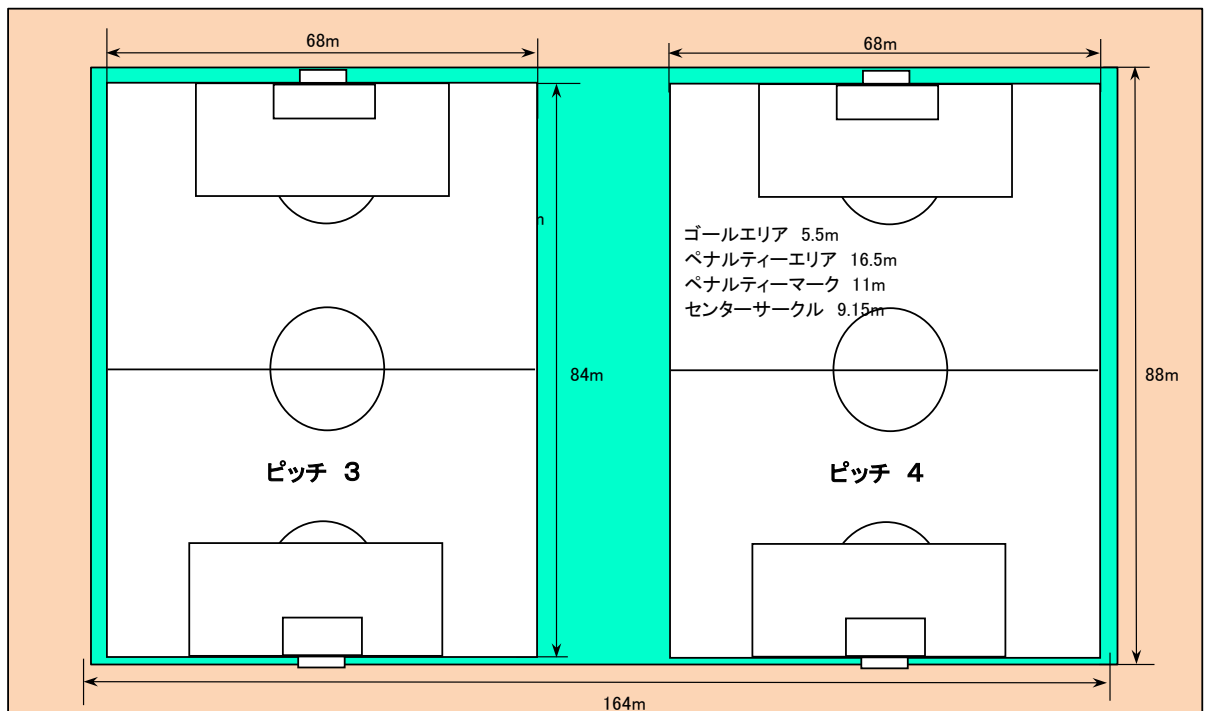 68m
68m
ゴールエリア 5.5m
ペナルティーエリア 16.5m
ペナルティーマーク 11m
センターサークル 9.15m
84m
88m
ピッチ 3
ピッチ 4
164m